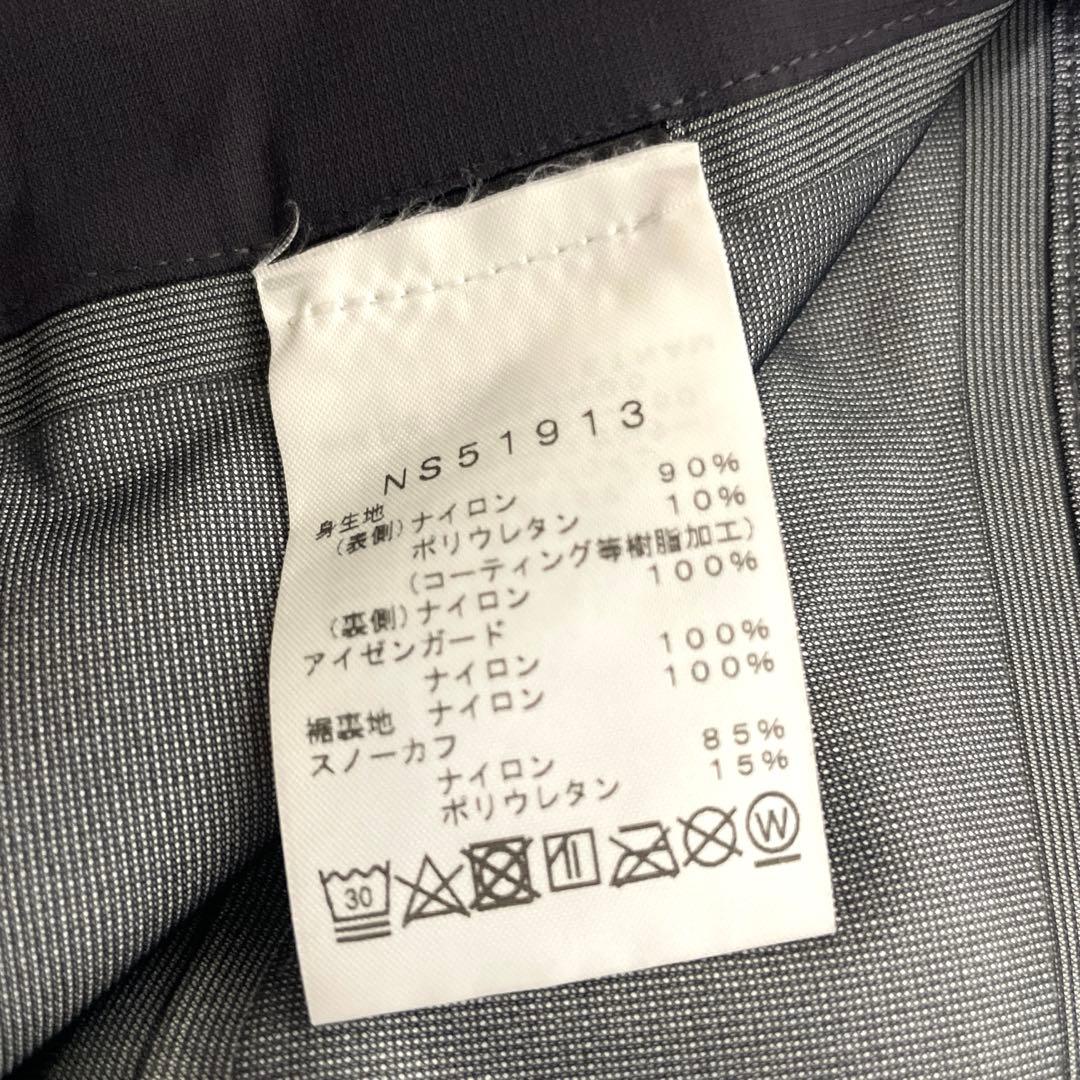 NS51913
身生地
(表側) ナイロン 90%
ポリウレタン 10%
(コーティング等樹脂加工)
(裏側) ナイロン 100%
アイゼンガード
ナイロン 100%
裾裏地 ナイロン 100%
スノーカフ
ナイロン 85%
ポリウレタン 15%
30 W